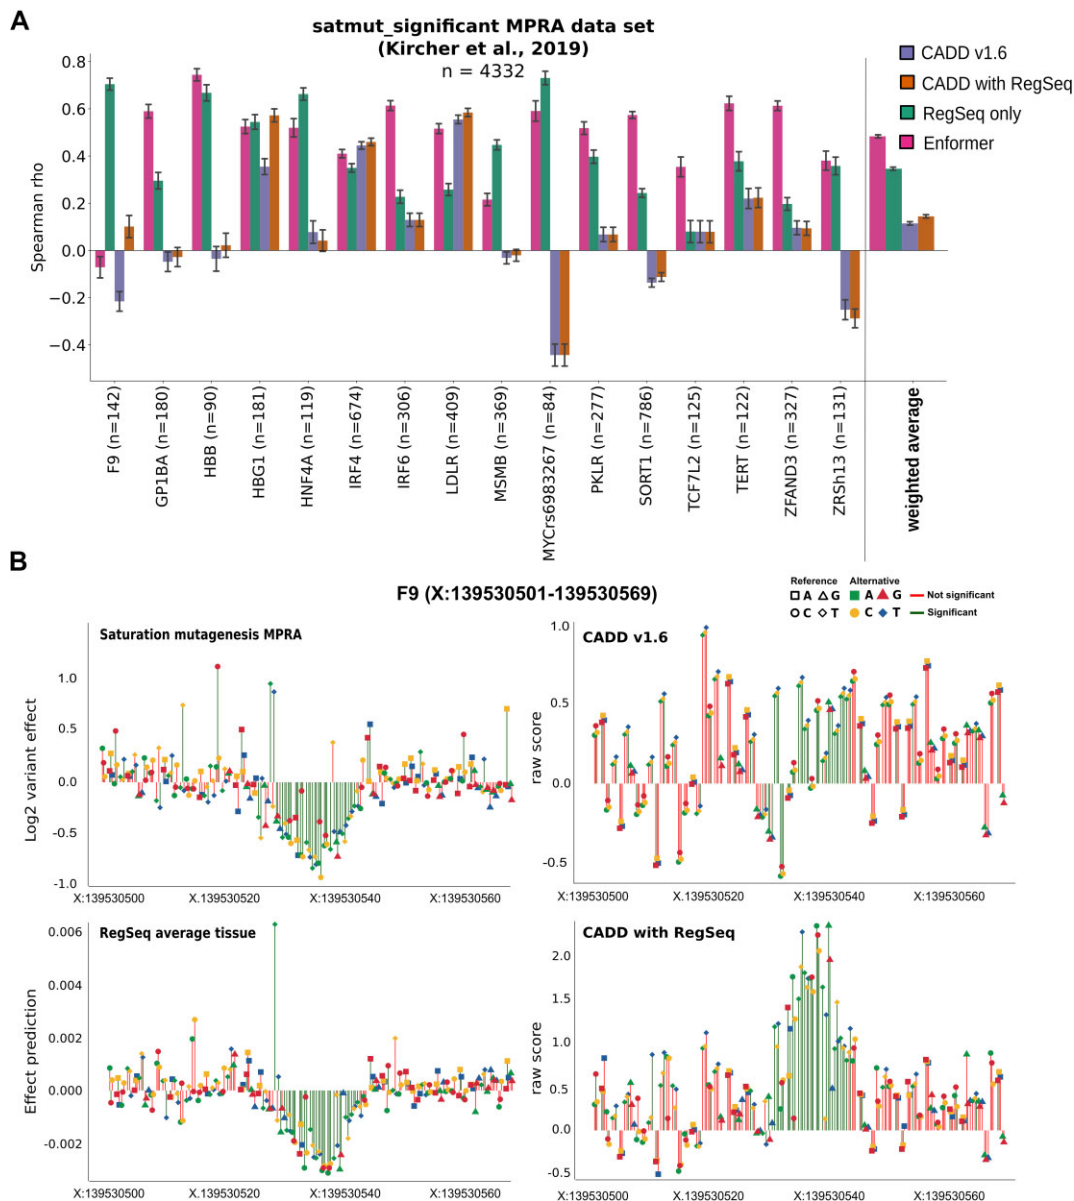 A
satmut_significant MPRA data set
(Kircher et al., 2019)
n = 4332
CADD v1.6
CADD with RegSeq
RegSeq only
Enformer
Spearman rho
0.8
0.6
0.4
0.2
0.0
−0.2
−0.4
F9 (n=142)
GP1BA (n=180)
HBB (n=90)
HBG1 (n=181)
HNF4A (n=119)
IRF4 (n=674)
IRF6 (n=306)
LDLR (n=409)
MSMB (n=369)
MYCrs6983267 (n=84)
PKLR (n=277)
SORT1 (n=786)
TCF7L2 (n=125)
TERT (n=122)
ZFAND3 (n=327)
ZRSh13 (n=131)
weighted average
B
F9 (X:139530501-139530569)
Reference Alternative
A G A G Not significant
C T C T Significant
Saturation mutagenesis MPRA
Log2 variant effect
1.0
0.5
0.0
-0.5
-1.0
X:139530500 X.139530520 X:139530540 X:139530560
CADD v1.6
raw score
1.0
0.5
0.0
-0.5
X:139530500 X.139530520 X:139530540 X:139530560
RegSeq average tissue
Effect prediction
0.006
0.004
0.002
0.000
-0.002
X:139530500 X:139530520 X:139530540 X:139530560
CADD with RegSeq
raw score
2.0
1.5
1.0
0.5
0.0
-0.5
X:139530500 X:139530520 X:139530540 X:139530560